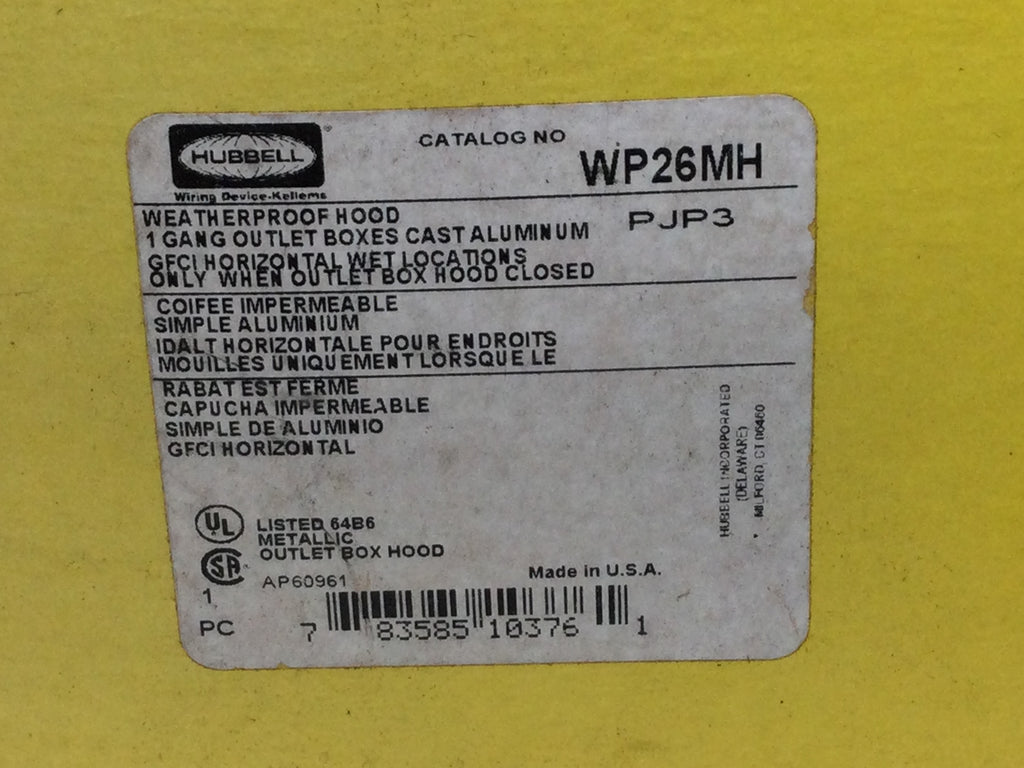 HUBBELL
Wiring Device-Kellems
CATALOG NO
WP26MH
PJP3
WEATHERPROOF HOOD
1 GANG OUTLET BOXES CAST ALUMINUM
GFCI HORIZONTAL WET LOCATIONS
ONLY WHEN OUTLET BOX HOOD CLOSED
COIFEE IMPERMEABLE
SIMPLE ALUMINIUM
IDALT HORIZONTALE POUR ENDROITS
MOUILLES UNIQUEMENT LORSQUE LE
RABAT EST FERME
CAPUCHA IMPERMEABLE
SIMPLE DE ALUMINIO
GFCI HORIZONTAL
HUBBELL INCORPORATED
(DELAWARE)
MILFORD, CT 06460
UL
LISTED 64B6
METALLIC
OUTLET BOX HOOD
SA
AP60961
Made in U.S.A.
1
PC
7 83585 10376 1